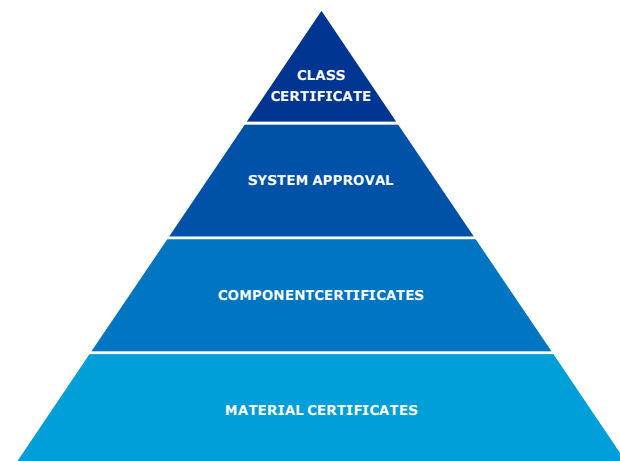 CLASS
CERTIFICATE
SYSTEM APPROVAL
COMPONENTCERTIFICATES
MATERIAL CERTIFICATES